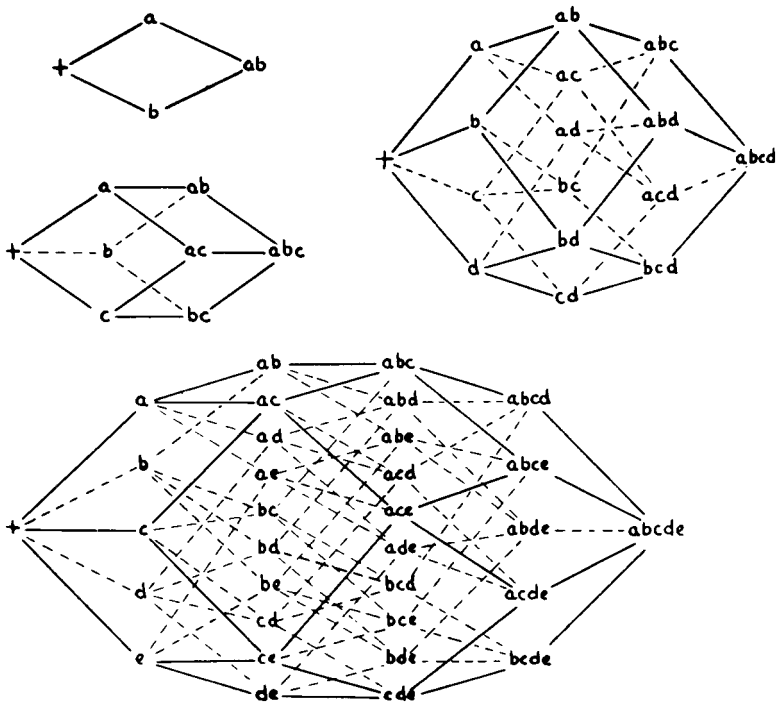 a
+ ab
b
ab
a abc
ac
b ad abd
+ abcd
c bc acd
bd
d bcd
cd
a ab
+ b ac abc
c bc
ab abc
a ac abd abcd
ad abe
b ae acd abce
bc ace
+ c abde abcde
bd ade
d be bcd acde
cd bce
e ce bde bcde
de cde